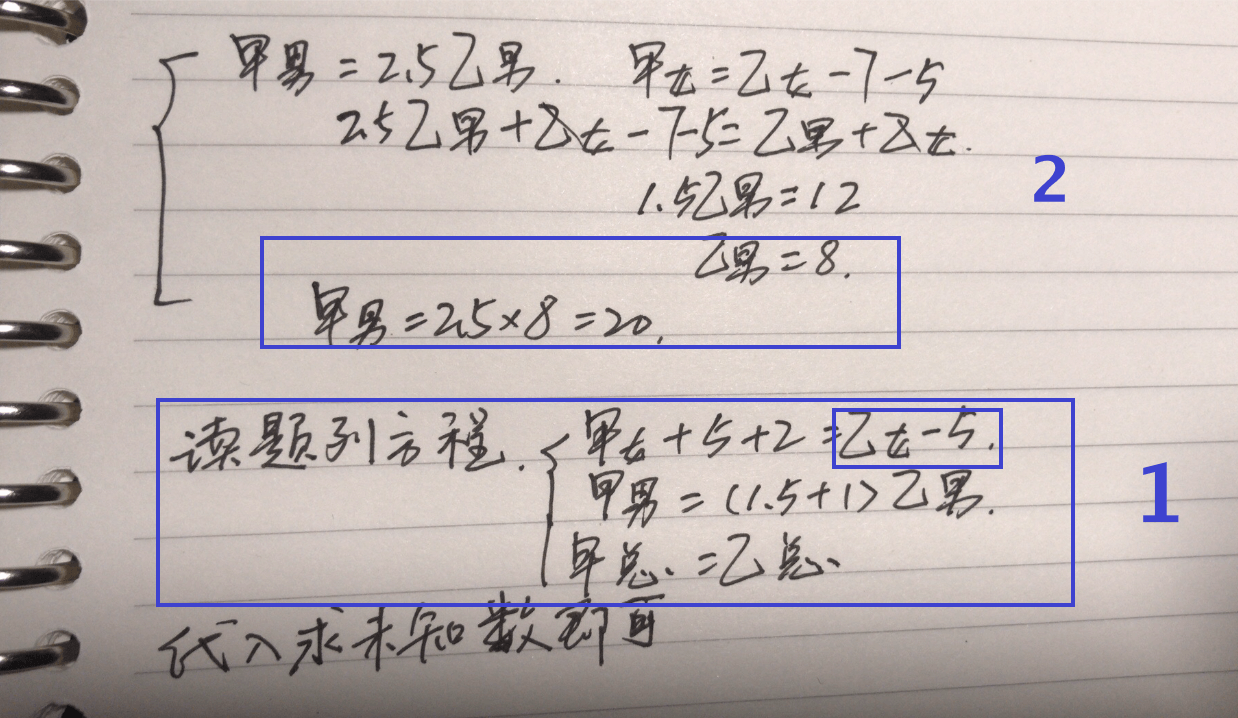 甲男=2.5乙男. 甲女=乙女-7-5
2.5乙男+乙女-7-5=乙男+乙女.
1.5乙男=12
2
乙男=8.
甲男=2.5×8=20.
读题列方程. 甲女+5+2=乙女-5.
甲男=(1.5+1)乙男.
1
甲总.=乙总.
代入求未知数即可